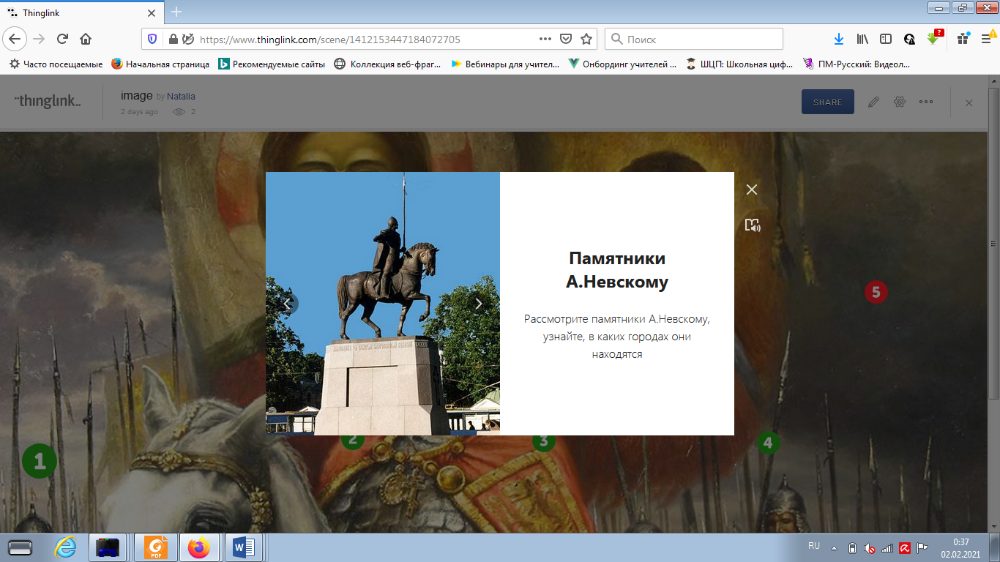 Thinglink
https://www.thinglink.com/scene/1412153447184072705
Поиск
?
Часто посещаемые
Начальная страница
Рекомендуемые сайты
Коллекция веб-фраг...
Вебинары для учител...
Онбординг учителей ...
ШЦП: Школьная циф...
ПМ-Русский: Видеол...
thinglink..
image by Natalia
2 days ago 2
SHARE
Памятники
А.Невскому
Рассмотрите памятники А.Невскому,
узнайте, в каких городах они
находятся
5
1
2
3
4
PDF
W
RU
0:37
02.02.2021